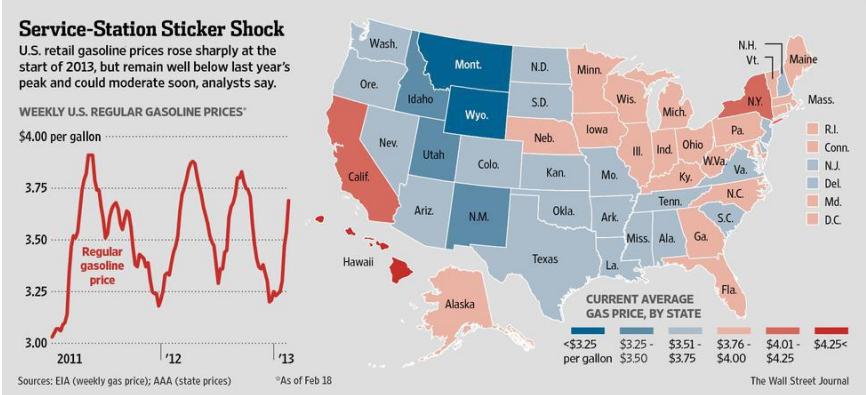 Service-Station Sticker Shock
U.S. retail gasoline prices rose sharply at the
start of 2013, but remain well below last year's
peak and could moderate soon, analysts say.
WEEKLY U.S. REGULAR GASOLINE PRICES*
$4.00 per gallon
3.75
3.50
3.25
3.00
Regular
gasoline
price
2011
'12
'13
Sources: EIA (weekly gas price); AAA (state prices)
*As of Feb 18
Wash.
Ore.
Idaho
Mont.
Wyo.
N.D.
S.D.
Minn.
Wis.
Mich.
N.H.
Vt.
Maine
N.Y.
Mass.
R.I.
Conn.
N.J.
Del.
Md.
D.C.
Calif.
Nev.
Utah
Colo.
Neb.
Iowa
Ill.
Ind.
Ohio
Pa.
W.Va.
Va.
Kan.
Mo.
Ky.
Ariz.
N.M.
Okla.
Ark.
Tenn.
N.C.
S.C.
Texas
La.
Miss.
Ala.
Ga.
Fla.
Hawaii
Alaska
CURRENT AVERAGE
GAS PRICE, BY STATE
<$3.25
per gallon
$3.25 -
$3.50
$3.51 -
$3.75
$3.76 -
$4.00
$4.01 -
$4.25
$4.25<
The Wall Street Journal